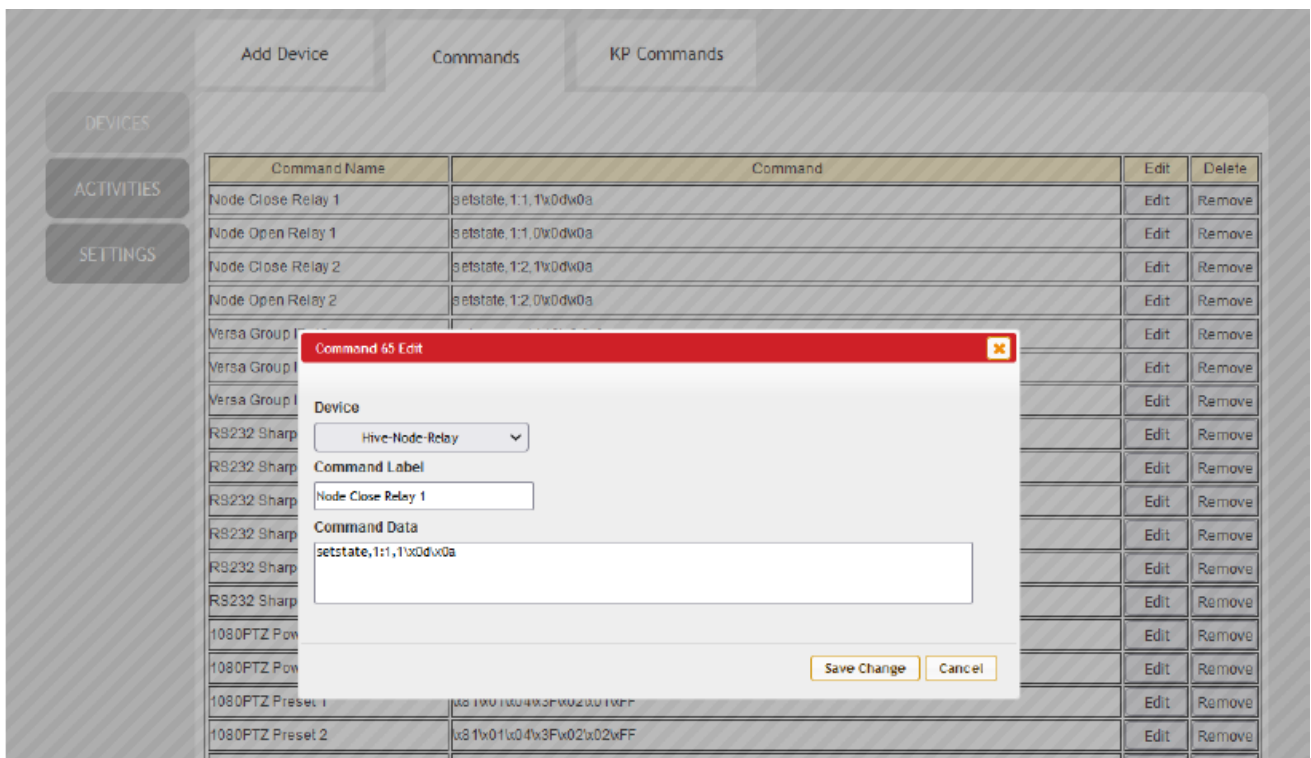 Add Device Commands KP Commands
DEVICES
ACTIVITIES
SETTINGS
Command Name Command Edit Delete
Node Close Relay 1 setstate,1:1,1\x0d\x0a Edit Remove
Node Open Relay 1 setstate,1:1,0\x0d\x0a Edit Remove
Node Close Relay 2 setstate,1:2,1\x0d\x0a Edit Remove
Node Open Relay 2 setstate,1:2,0\x0d\x0a Edit Remove
Versa Group Edit Remove
Versa Group Edit Remove
Versa Group Edit Remove
RS232 Sharp Edit Remove
RS232 Sharp Edit Remove
RS232 Sharp Edit Remove
RS232 Sharp Edit Remove
RS232 Sharp Edit Remove
RS232 Sharp Edit Remove
1080PTZ Pow Edit Remove
1080PTZ Pow Edit Remove
1080PTZ Preset 1 \x81\x01\x04\x3F\x02\x01\xFF Edit Remove
1080PTZ Preset 2 \x81\x01\x04\x3F\x02\x02\xFF Edit Remove
Command 65 Edit
Device
Hive-Node-Relay
Command Label
Node Close Relay 1
Command Data
setstate,1:1,1\x0d\x0a
Save Change Cancel